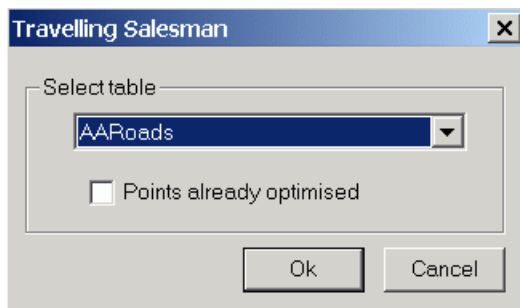 Travelling Salesman
Select table
AARoads
Points already optimised
Ok Cancel